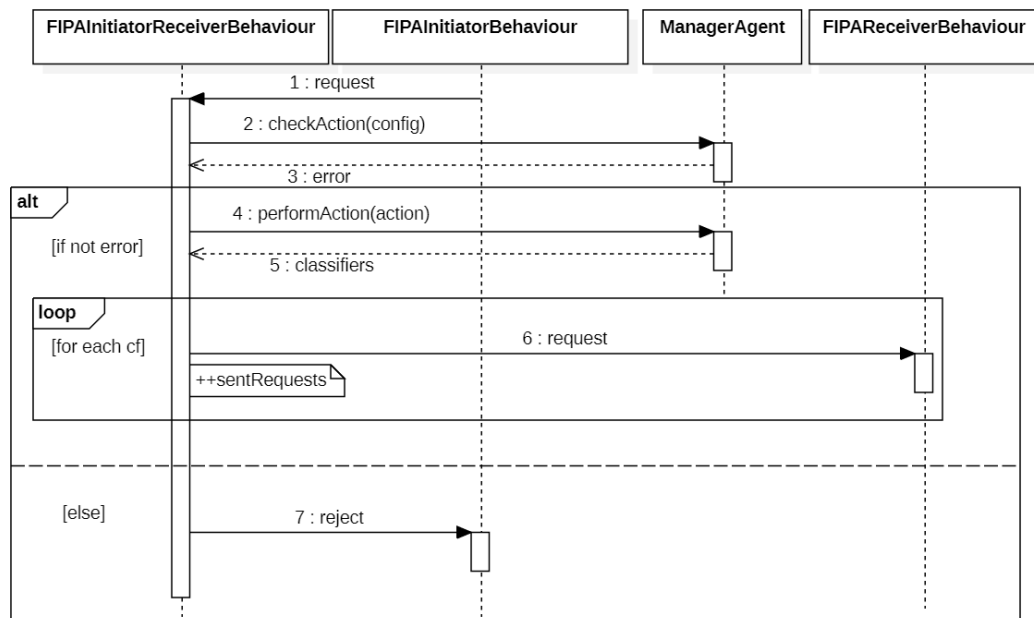 FIPAInitiatorReceiverBehaviour
FIPAInitiatorBehaviour
ManagerAgent
FIPAReceiverBehaviour
1 : request
2 : checkAction(config)
3 : error
alt
4 : performAction(action)
[if not error]
5 : classifiers
loop
6 : request
[for each cf]
++sentRequests
[else]
7 : reject